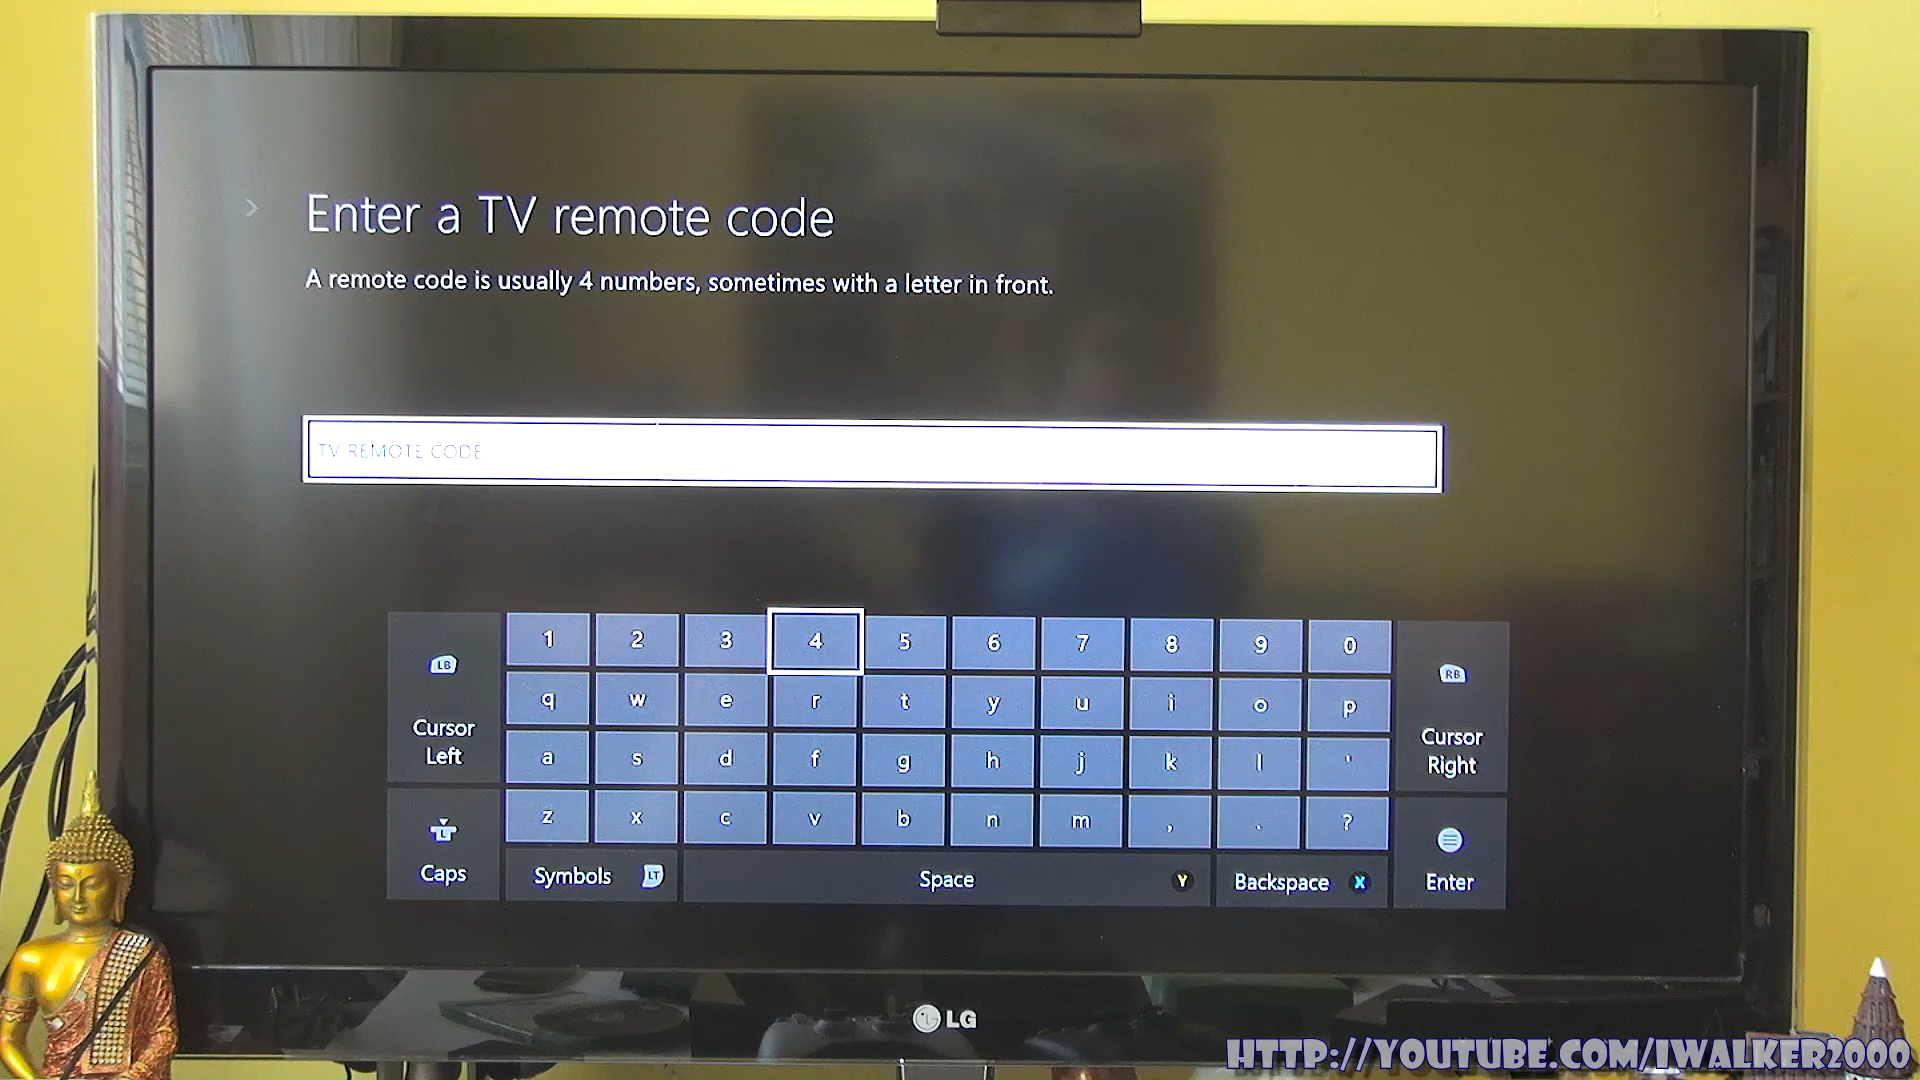 Enter a TV remote code
A remote code is usually 4 numbers, sometimes with a letter in front.
TV REMOTE CODE
1 2 3 4 5 6 7 8 9 0
LB
RB
q w e r t y u i o p
Cursor Left
Cursor Right
a s d f g h j k l '
z x c v b n m , . ?
L
Caps
Symbols LT
Space Y
Backspace X
Enter
LG
HTTP://YOUTUBE.COM/IWALKER2000